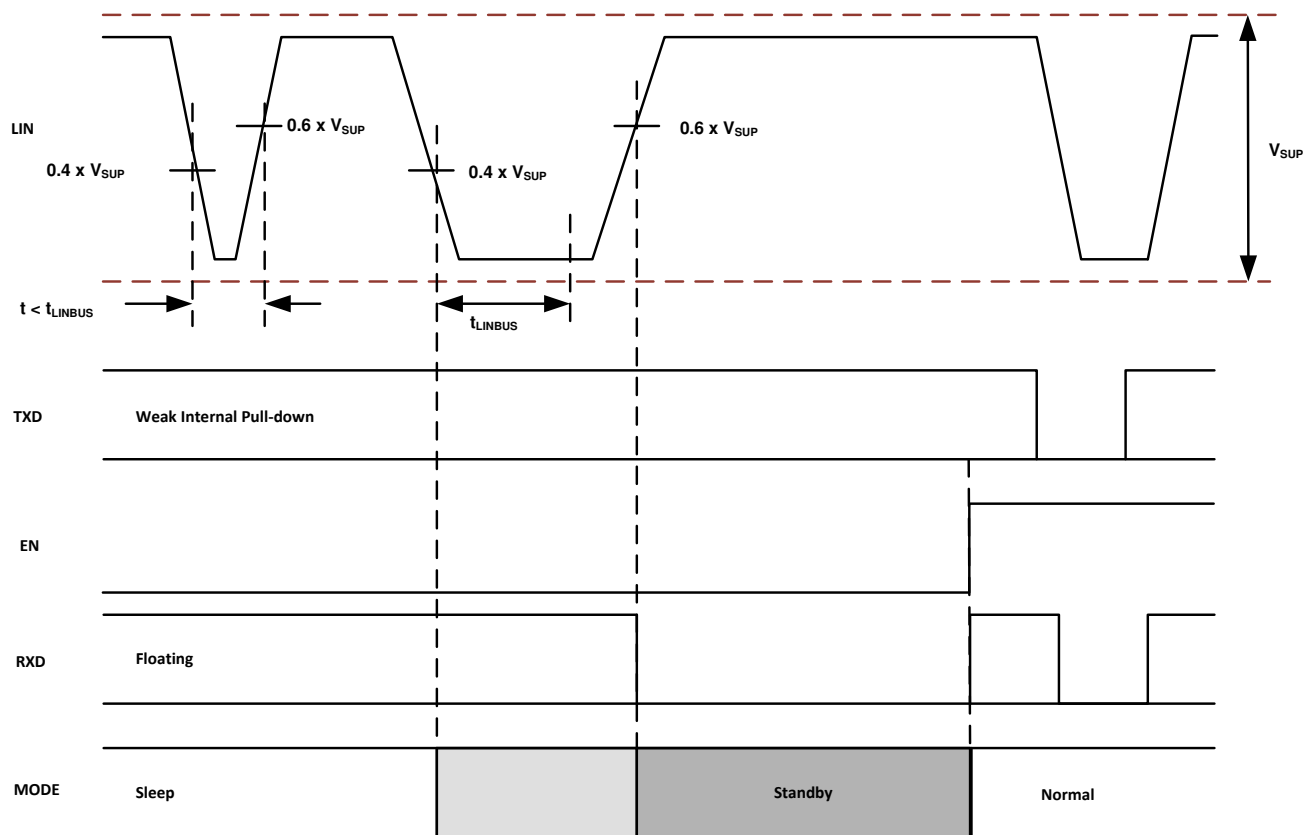 LIN
0.6 x VSUP
0.6 x VSUP
0.4 x VSUP
0.4 x VSUP
VSUP
t < tLINBUS
tLINBUS
TXD
Weak Internal Pull-down
EN
RXD
Floating
MODE
Sleep
Standby
Normal